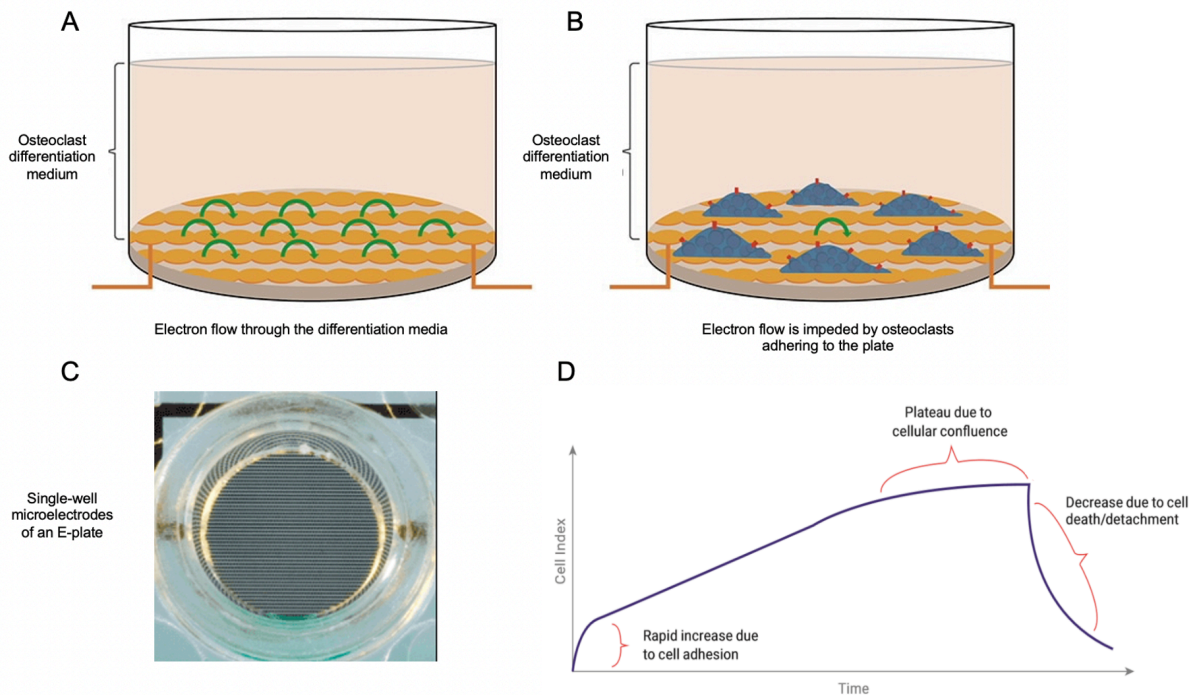 A
B
Osteoclast
differentiation
medium
Osteoclast
differentiation
medium
Electron flow through the differentiation media
Electron flow is impeded by osteoclasts
adhering to the plate
C
D
Single-well
microelectrodes
of an E-plate
Plateau due to
cellular confluence
Decrease due to cell
death/detachment
Cell Index
Rapid increase due
to cell adhesion
Time